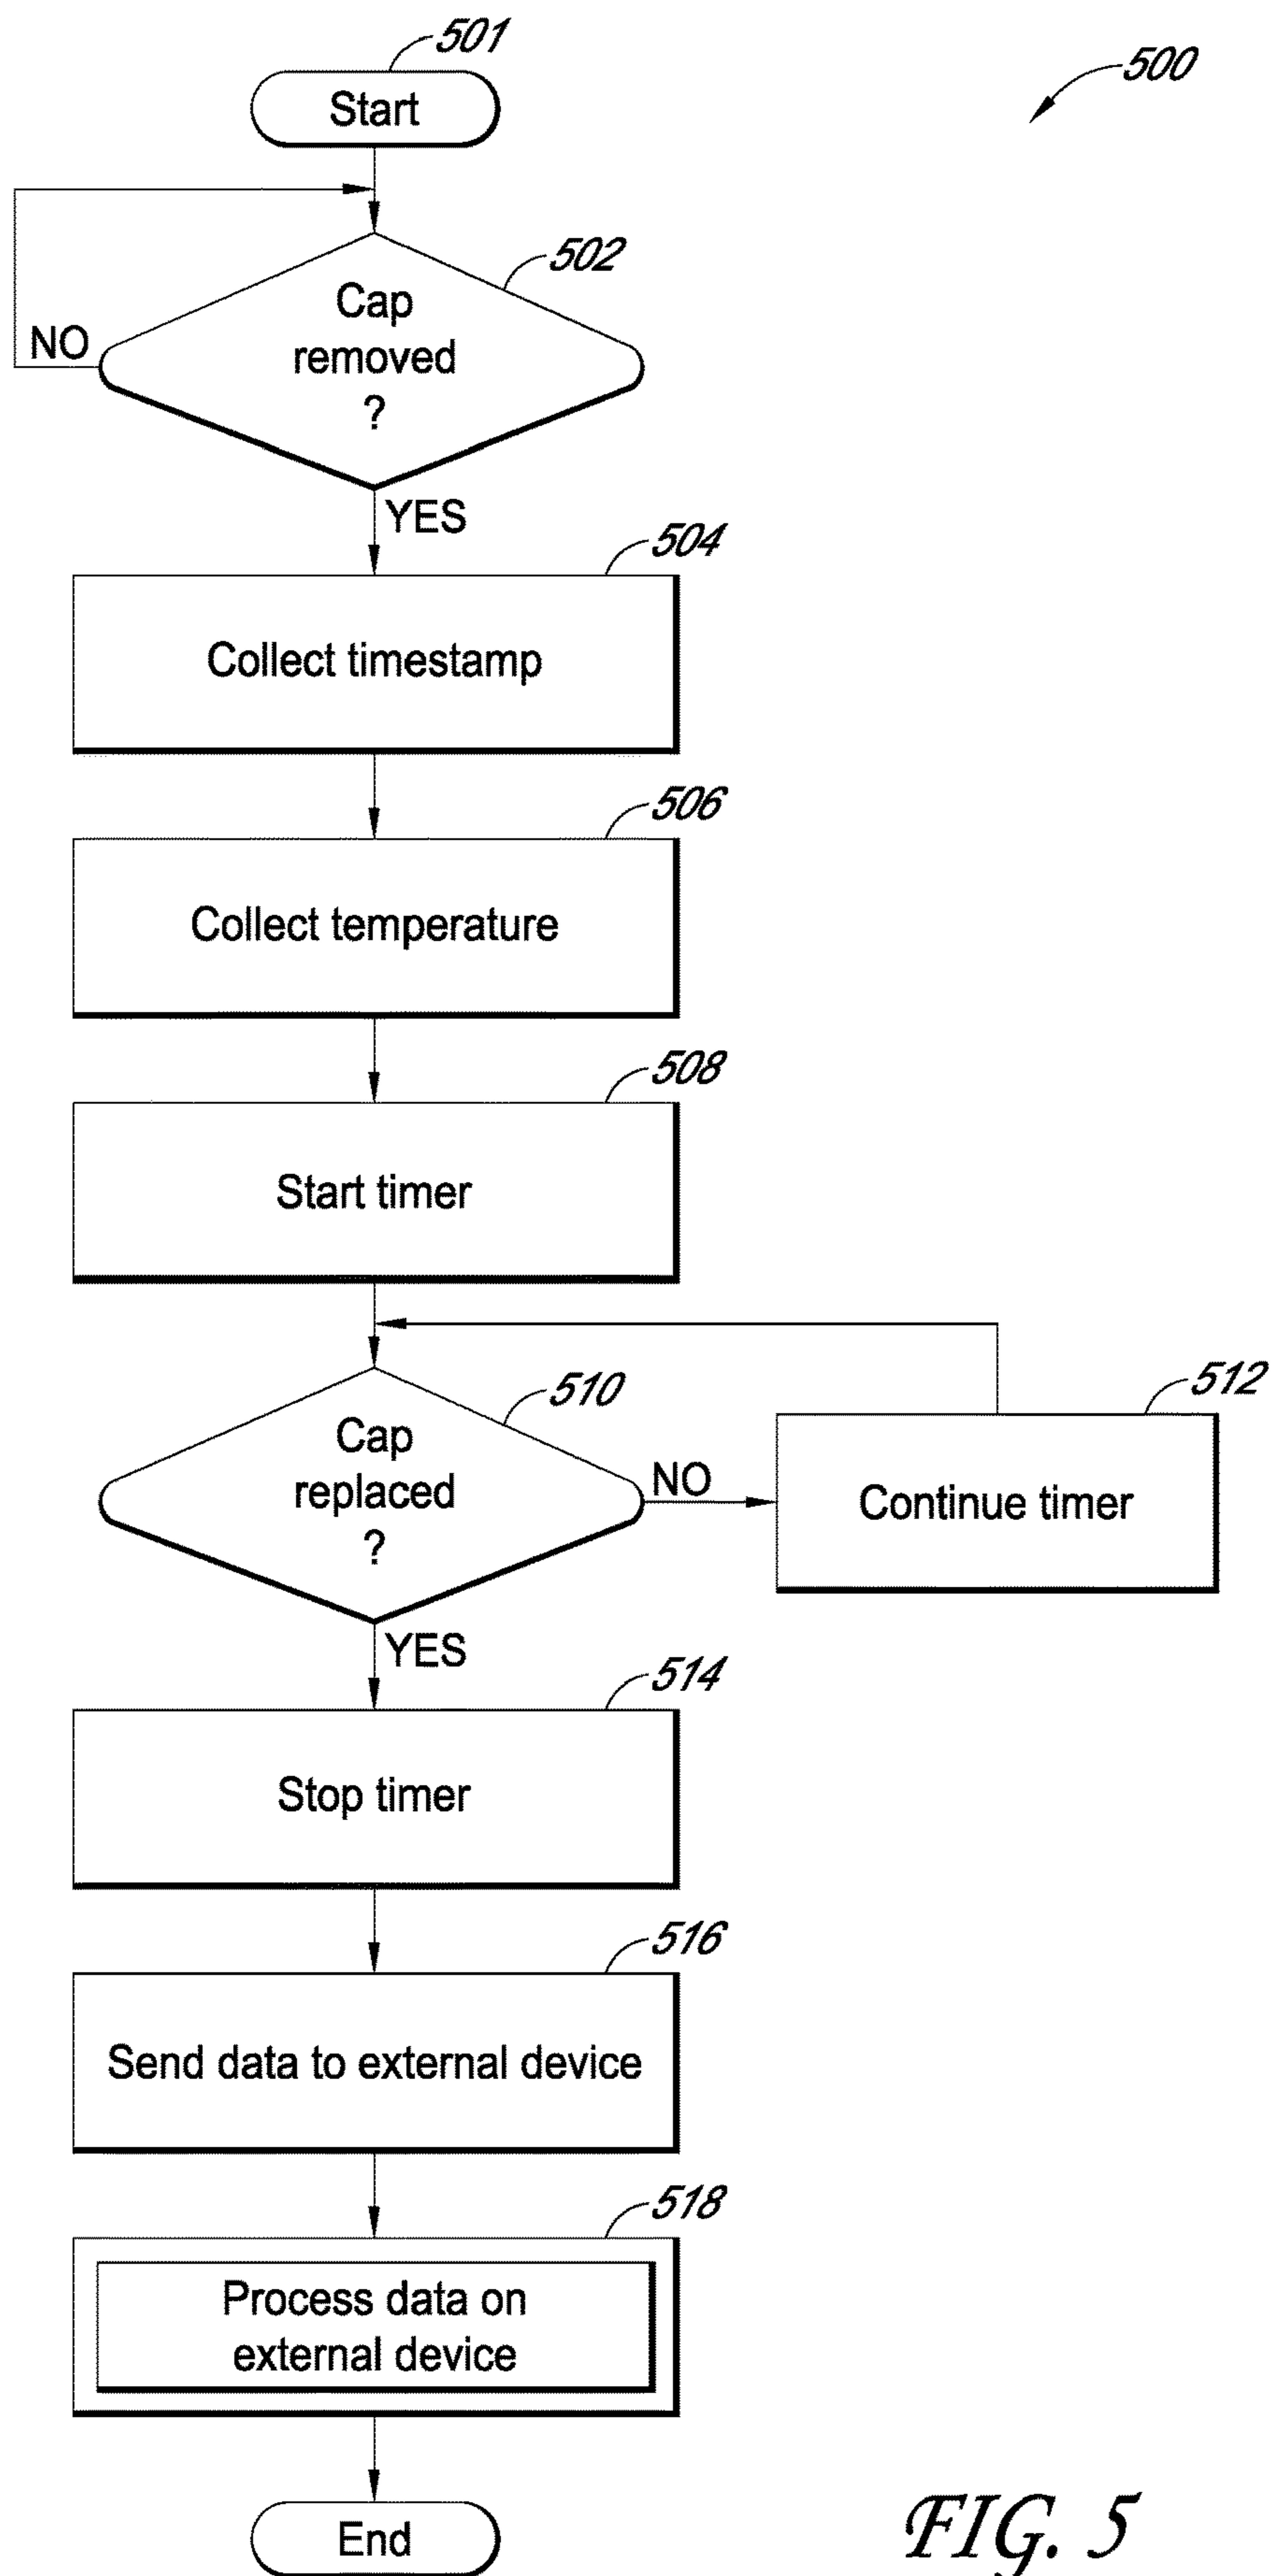 501
Start
500
502
Cap
removed
?
NO
YES
504
Collect timestamp
506
Collect temperature
508
Start timer
510
Cap
replaced
?
NO
512
Continue timer
YES
514
Stop timer
516
Send data to external device
518
Process data on
external device
End
FIG. 5